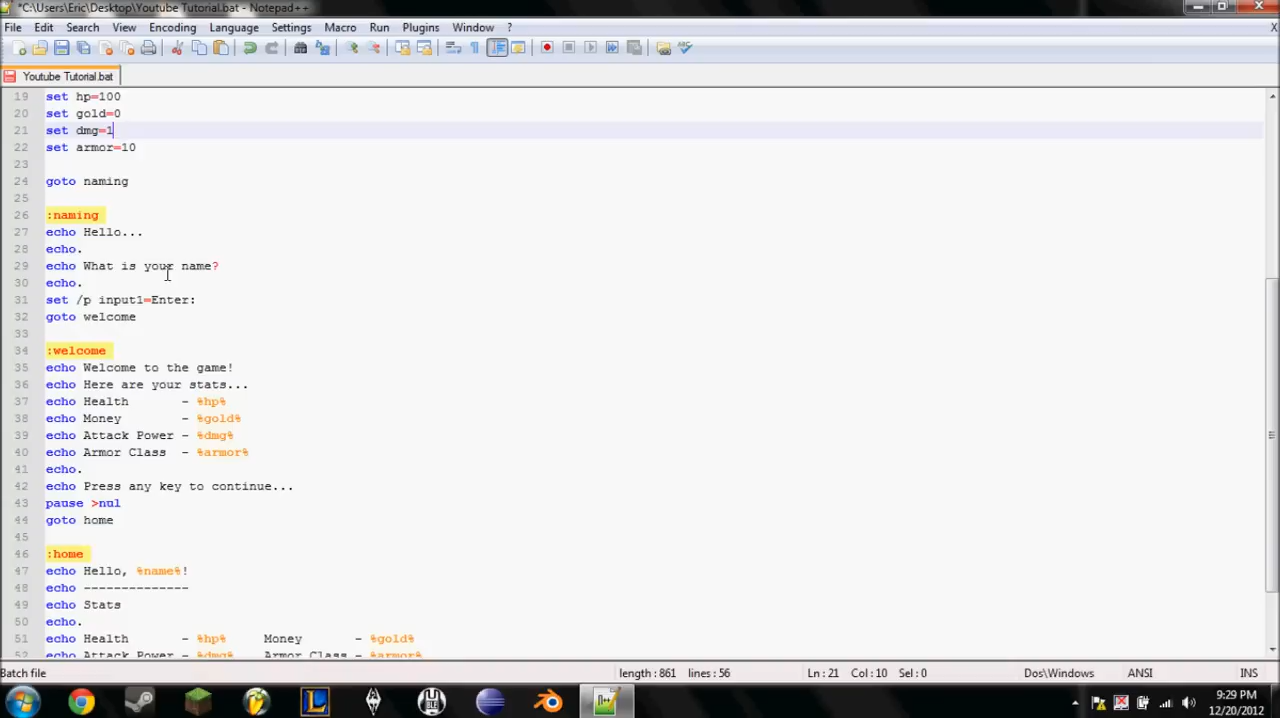 *C:\Users\Eric\Desktop\Youtube Tutorial.bat - Notepad++
File Edit Search View Encoding Language Settings Macro Run Plugins Window ? X
Youtube Tutorial.bat
19 set hp=100
20 set gold=0
21 set dmg=1
22 set armor=10
23
24 goto naming
25
26 :naming
27 echo Hello...
28 echo.
29 echo What is your name?
30 echo.
31 set /p input1=Enter:
32 goto welcome
33
34 :welcome
35 echo Welcome to the game!
36 echo Here are your stats...
37 echo Health       - %hp%
38 echo Money        - %gold%
39 echo Attack Power - %dmg%
40 echo Armor Class  - %armor%
41 echo.
42 echo Press any key to continue...
43 pause >nul
44 goto home
45
46 :home
47 echo Hello, %name%!
48 echo --------------
49 echo Stats
50 echo.
51 echo Health       - %hp%     Money       - %gold%
52 echo Attack Power - %dmg%    Armor Class - %armor%
Batch file length : 861 lines : 56 Ln : 21 Col : 10 Sel : 0 Dos\Windows ANSI INS
9:29 PM
12/20/2012